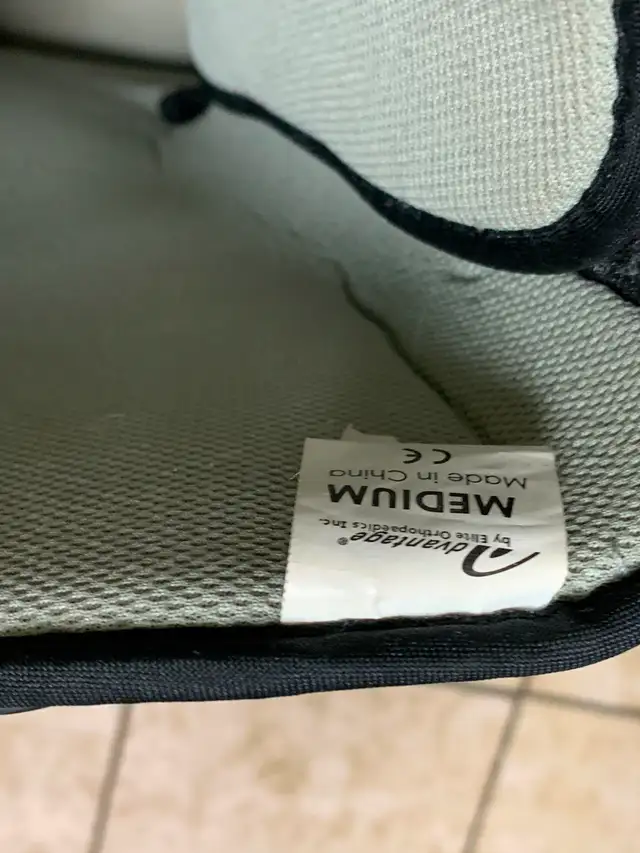 Advantage®
by Elite Orthopaedics Inc.
MEDIUM
Made in China
CE